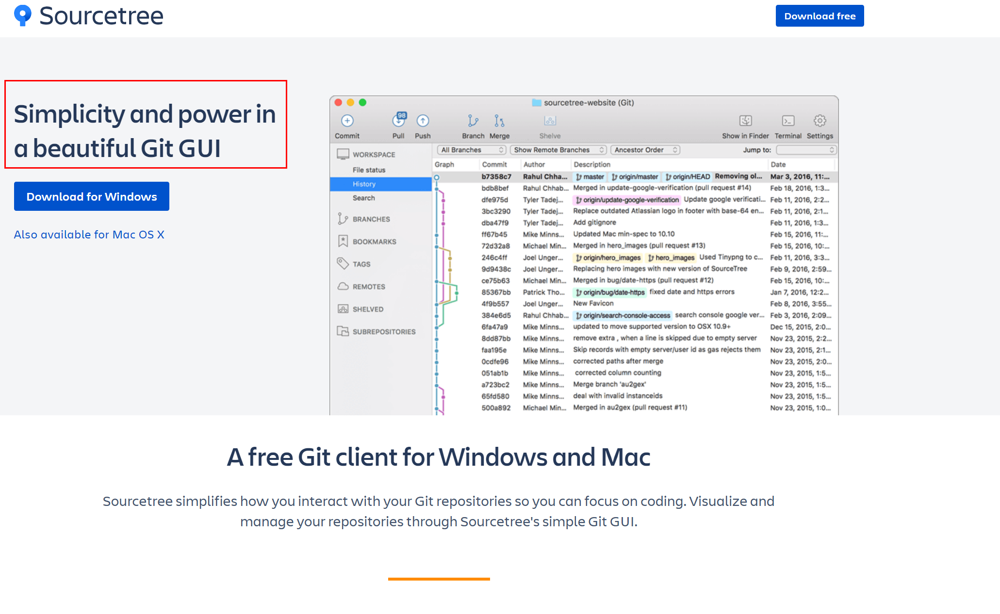 Sourcetree
Download free
Simplicity and power in
a beautiful Git GUI
Download for Windows
Also available for Mac OS X
sourcetree-website (Git)
98
Commit Pull Push Branch Merge Shelve Show in Finder Terminal Settings
WORKSPACE
File status
History
Search
BRANCHES
BOOKMARKS
TAGS
REMOTES
SHELVED
SUBREPOSITORIES
All Branches Show Remote Branches Ancestor Order Jump to:
Graph Commit Author Description Date
b7358c7 Rahul Chha... master origin/master origin/HEAD Removing ol... Mar 3, 2016, 11:...
bdb8bef Rahul Chhab... Merged in update-google-verification (pull request #14) Feb 18, 2016, 1:3...
dfe975d Tyler Tadej... origin/update-google-verification Update google verificati... Feb 11, 2016, 2:2...
3bc3290 Tyler Tadej... Replace outdated Atlassian logo in footer with base-64 en... Feb 11, 2016, 2:1...
dba47f9 Tyler Tadej... Add gitignore Feb 11, 2016, 1:3...
ff67b45 Mike Minns... Updated Mac min-spec to 10.10 Feb 15, 2016, 11:...
72d32a8 Michael Min... Merged in hero_images (pull request #13) Feb 15, 2016, 10:...
246c4ff Joel Unger... origin/hero_images hero_images Used Tinypng to c... Feb 11, 2016, 3:3...
9d9438c Joel Unger... Replacing hero images with new version of SourceTree Feb 9, 2016, 2:59...
ce75b63 Michael Min... Merged in bug/date-https (pull request #12) Feb 15, 2016, 10:...
85367bb Patrick Tho... origin/bug/date-https fixed date and https errors Jan 7, 2016, 12:2...
4f9b557 Joel Unger... New Favicon Feb 8, 2016, 3:55...
384e6d5 Rahul Chhab... origin/search-console-access search console google ver... Feb 3, 2016, 2:09...
6fa47a9 Mike Minns... updated to move supported version to OSX 10.9+ Dec 15, 2015, 2:0...
8dd87bb Mike Minns... remove extra , when a line is skipped due to empty server Nov 23, 2015, 2:2...
faa195e Mike Minns... Skip records with empty server/user id as gas rejects them Nov 23, 2015, 2:1...
0cdfe96 Mike Minns... corrected paths after merge Nov 23, 2015, 2:0...
051ab1b Mike Minns... corrected column counting Nov 23, 2015, 1:5...
a723bc2 Mike Minns... Merge branch 'au2gex' Nov 23, 2015, 1:5...
65fd580 Mike Minns... deal with invalid instanceids Nov 23, 2015, 1:5...
500a892 Michael Min... Merged in au2gex (pull request #11) Nov 23, 2015, 1:0...
A free Git client for Windows and Mac
Sourcetree simplifies how you interact with your Git repositories so you can focus on coding. Visualize and
manage your repositories through Sourcetree's simple Git GUI.